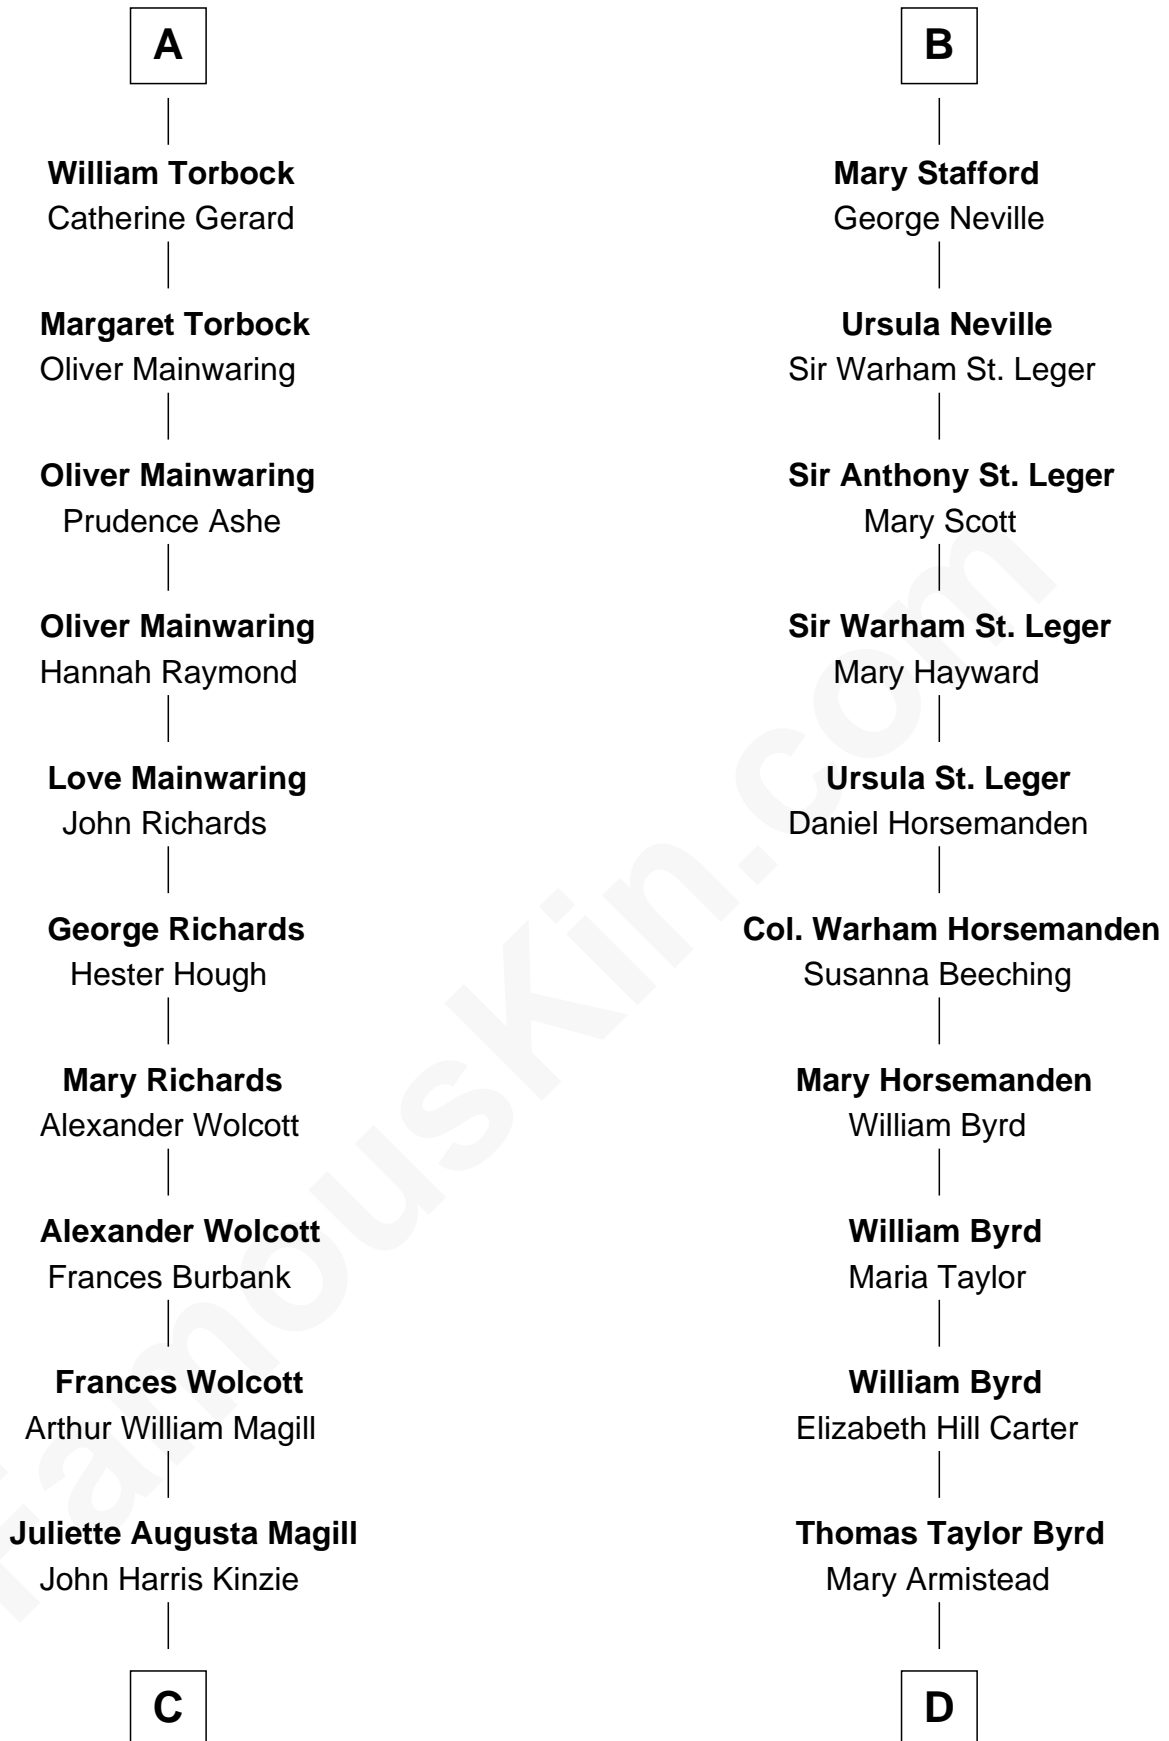 A
William Torbock
Catherine Gerard
Margaret Torbock
Oliver Mainwaring
Oliver Mainwaring
Prudence Ashe
Oliver Mainwaring
Hannah Raymond
Love Mainwaring
John Richards
George Richards
Hester Hough
Mary Richards
Alexander Wolcott
Alexander Wolcott
Frances Burbank
Frances Wolcott
Arthur William Magill
Juliette Augusta Magill
John Harris Kinzie
C
B
Mary Stafford
George Neville
Ursula Neville
Sir Warham St. Leger
Sir Anthony St. Leger
Mary Scott
Sir Warham St. Leger
Mary Hayward
Ursula St. Leger
Daniel Horsemanden
Col. Warham Horsemanden
Susanna Beeching
Mary Horsemanden
William Byrd
William Byrd
Maria Taylor
William Byrd
Elizabeth Hill Carter
Thomas Taylor Byrd
Mary Armistead
D
FamousKin.com